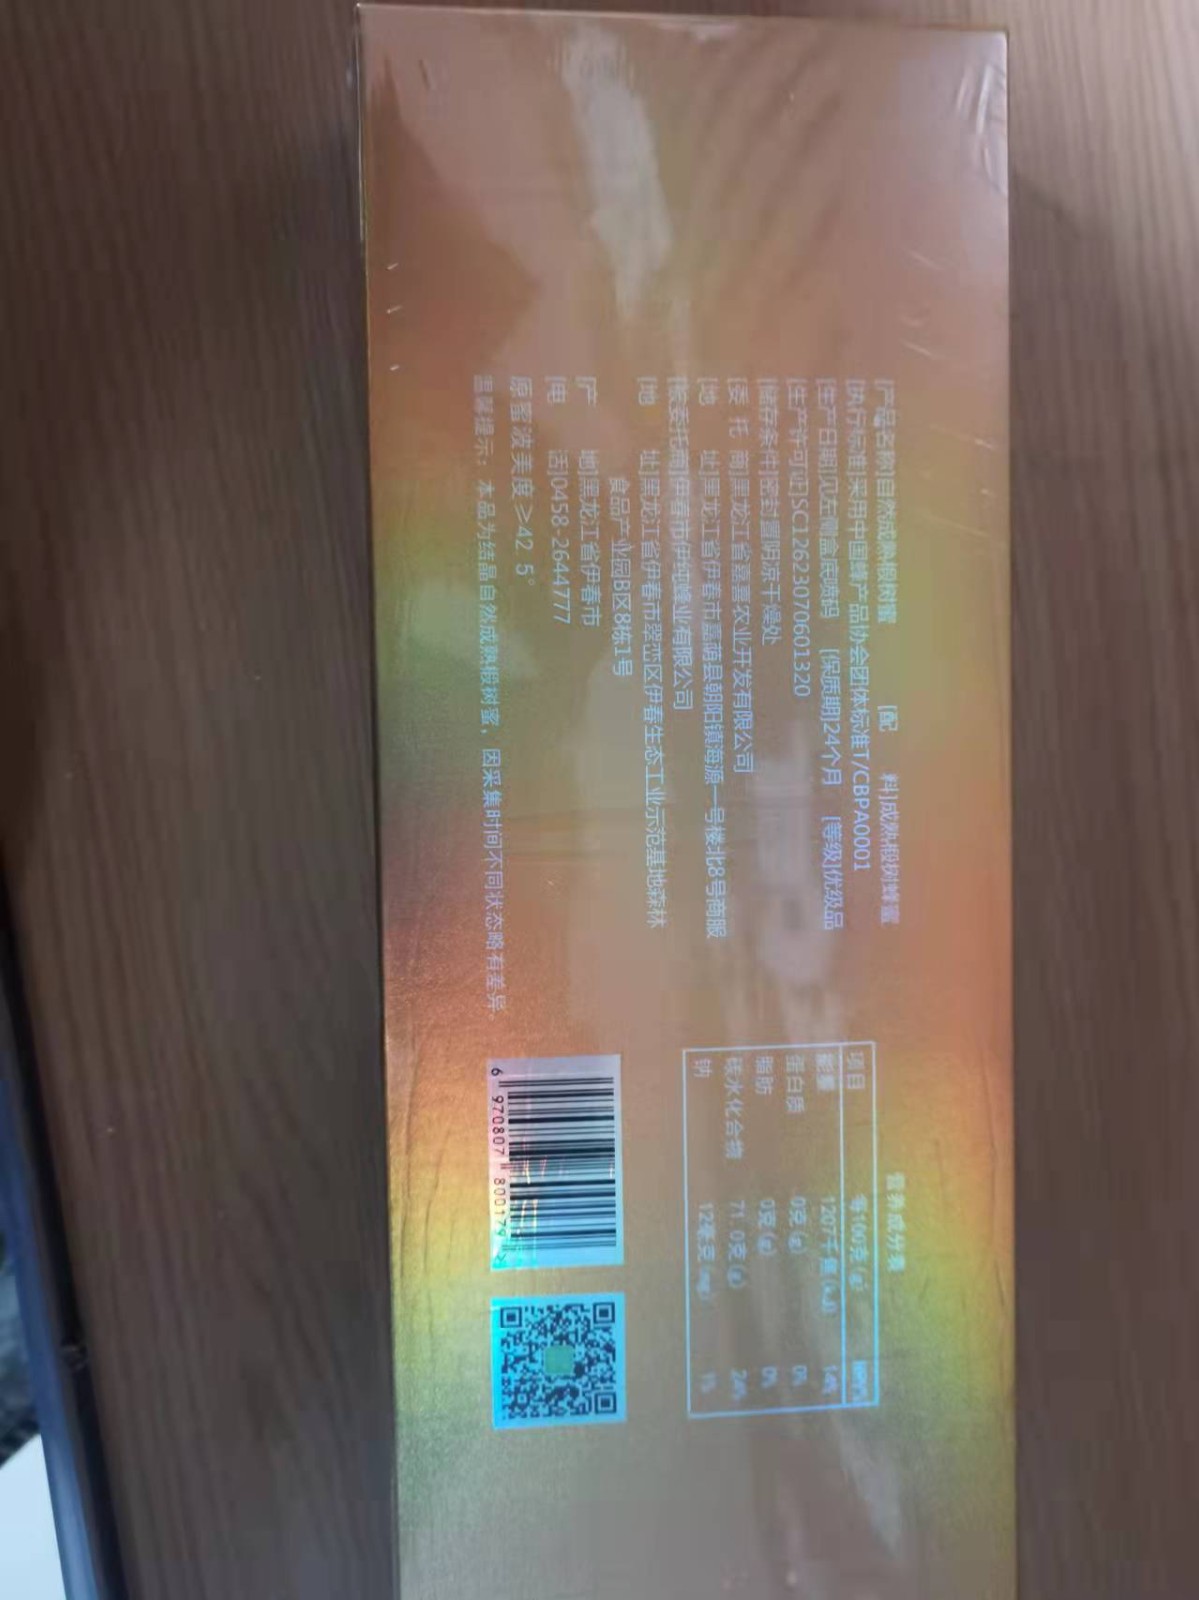 [产品名称]自然成熟椴树蜜 [配 料]成熟椴树蜂蜜
[执行标准]采用中国蜂产品协会团体标准T/CBPA0001
[生产日期]见左侧盒底喷码 [保质期]24个月 [等级]优级品
[生产许可证]SC12623070601320
[储存条件]密封置阴凉干燥处
[委 托 商]黑龙江省嘉喜农业开发有限公司
[地 址]黑龙江省伊春市嘉荫县朝阳镇海源一号楼北8号商服
[被委托商]伊春市伊纯蜂业有限公司
[地 址]黑龙江省伊春市翠峦区伊春生态工业示范基地森林
食品产业园B区8栋1号
[产 地]黑龙江省伊春市
[电 话]0458-2644777
原蜜波美度≥42.5°
温馨提示：本品为结晶自然成熟椴树蜜，因采集时间不同状态略有差异
营养成分表
项目 每100克(g) NRV%
能量 1207千焦(kJ) 14%
蛋白质 0克(g) 0%
脂肪 0克(g) 0%
碳水化合物 71.0克(g) 24%
钠 12毫克(mg) 1%
6 970807 800179